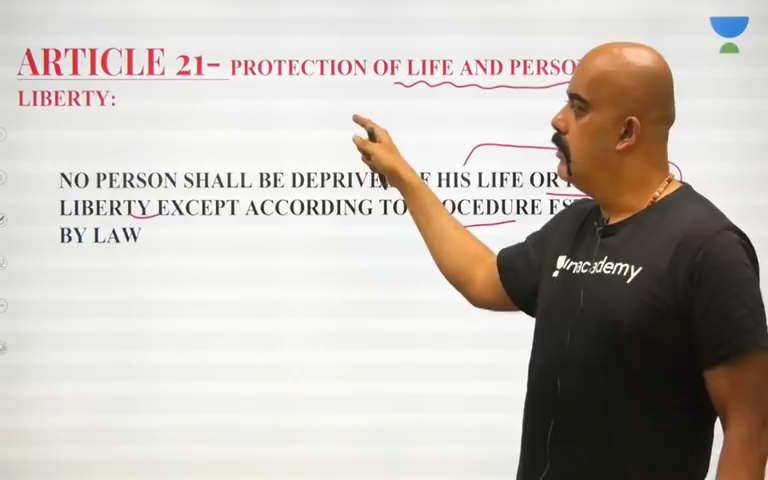 ARTICLE 21- PROTECTION OF LIFE AND
LIBERTY:
NO PERSON SHALL BE HIS LIFE OR
LIBERTY EXCEPT ACCORDING TO
BY LAW
unacademy